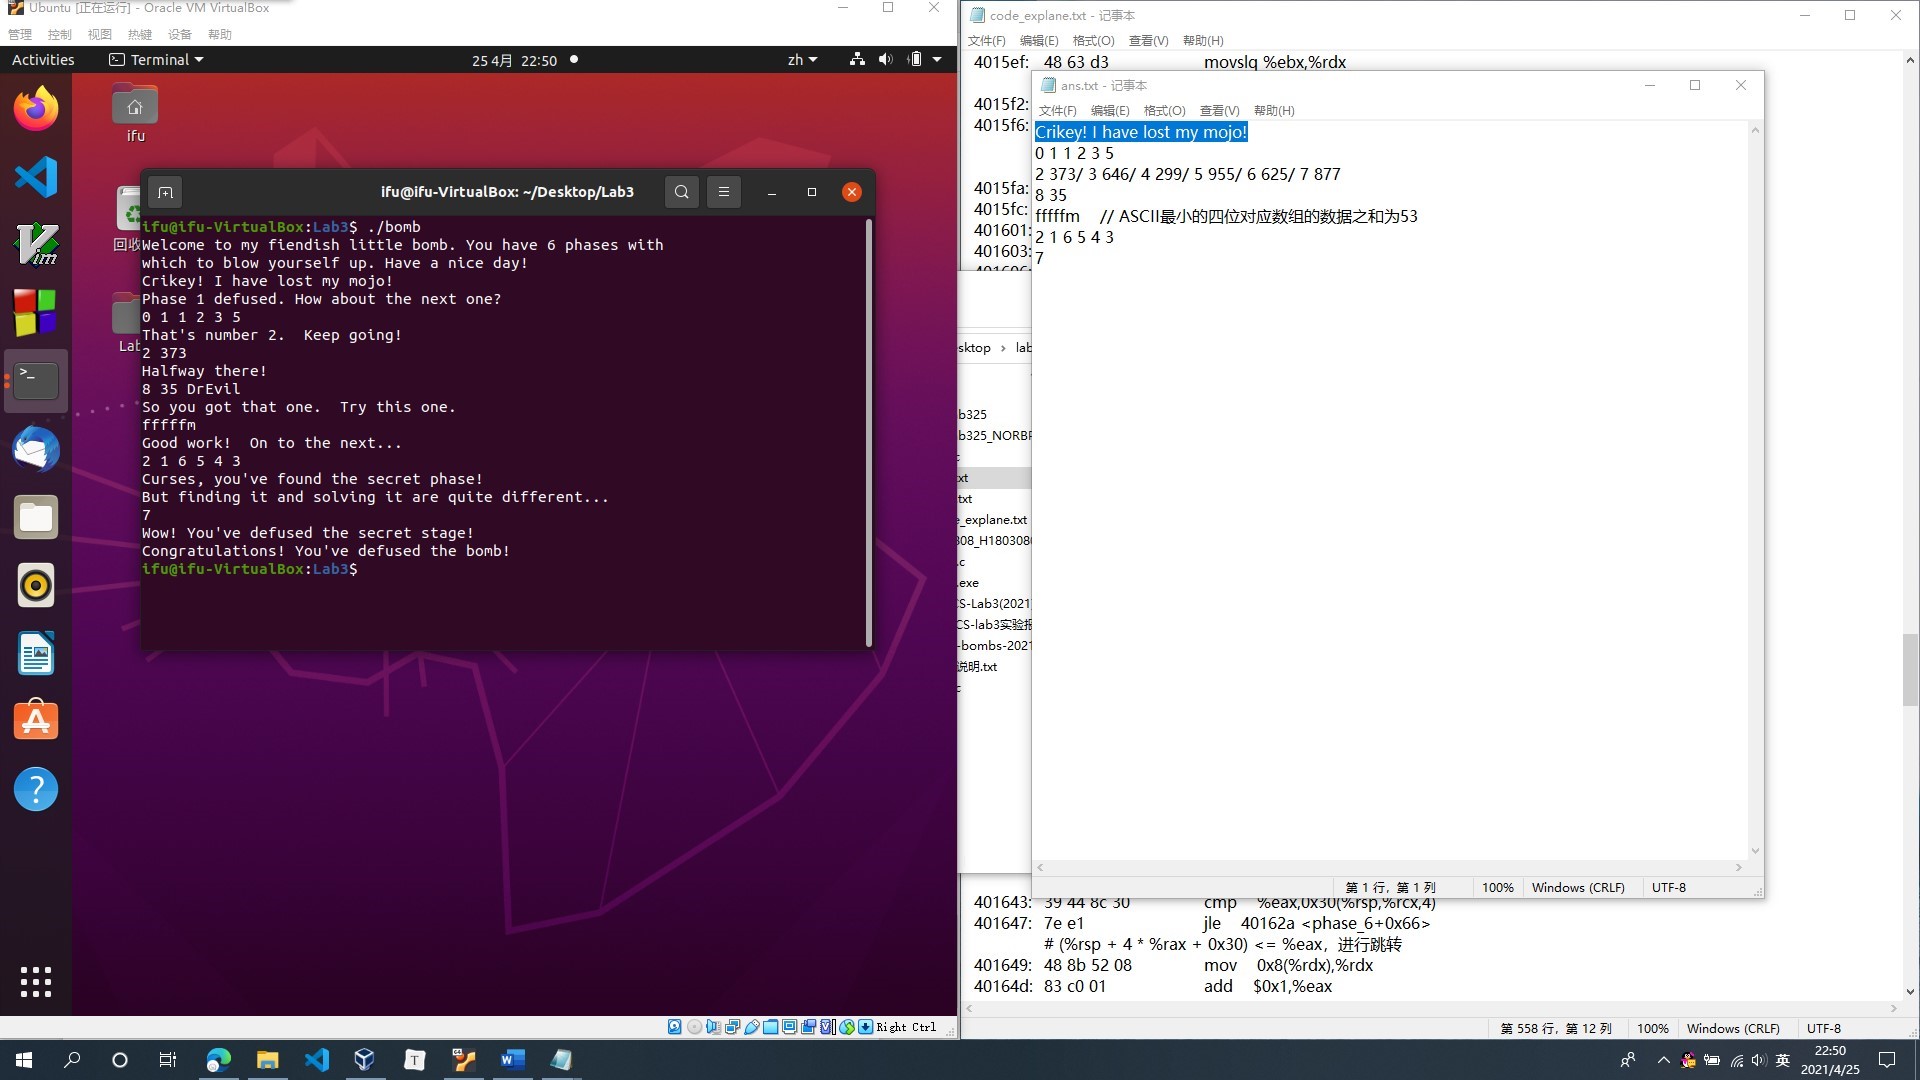 Ubuntu [正在运行] - Oracle VM VirtualBox
管理 控制 视图 热键 设备 帮助
Activities Terminal 25 4月 22:50 zh
ifu
回收
Lab
ifu@ifu-VirtualBox: ~/Desktop/Lab3
ifu@ifu-VirtualBox:Lab3$ ./bomb
Welcome to my fiendish little bomb. You have 6 phases with
which to blow yourself up. Have a nice day!
Crikey! I have lost my mojo!
Phase 1 defused. How about the next one?
0 1 1 2 3 5
That's number 2.  Keep going!
2 373
Halfway there!
8 35 DrEvil
So you got that one.  Try this one.
fffffm
Good work!  On to the next...
2 1 6 5 4 3
Curses, you've found the secret phase!
But finding it and solving it are quite different...
7
Wow! You've defused the secret stage!
Congratulations! You've defused the bomb!
ifu@ifu-VirtualBox:Lab3$
Right Ctrl
code_explane.txt - 记事本
文件(F) 编辑(E) 格式(O) 查看(V) 帮助(H)
4015ef: 48 63 d3 movslq %ebx,%rdx
4015f2:
4015f6:
4015fa:
4015fc:
401601:
401603:
ans.txt - 记事本
文件(F) 编辑(E) 格式(O) 查看(V) 帮助(H)
Crikey! I have lost my mojo!
0 1 1 2 3 5
2 373/ 3 646/ 4 299/ 5 955/ 6 625/ 7 877
8 35
fffffm // ASCII最小的四位对应数组的数据之和为53
2 1 6 5 4 3
7
第 1 行，第 1 列 100% Windows (CRLF) UTF-8
sktop › lab
b325
b325_NORBP
c
xt
txt
e_explane.txt
808_H180308
.c
.exe
CS-Lab3(2021)
CS-lab3实验报
-bombs-2021
说明.txt
c
401643: 39 44 8c 30 cmp %eax,0x30(%rsp,%rcx,4)
401647: 7e e1 jle 40162a <phase_6+0x66>
# (%rsp + 4 * %rax + 0x30) <= %eax，进行跳转
401649: 48 8b 52 08 mov 0x8(%rdx),%rdx
40164d: 83 c0 01 add $0x1,%eax
第 558 行，第 12 列 100% Windows (CRLF) UTF-8
英
22:50
2021/4/25